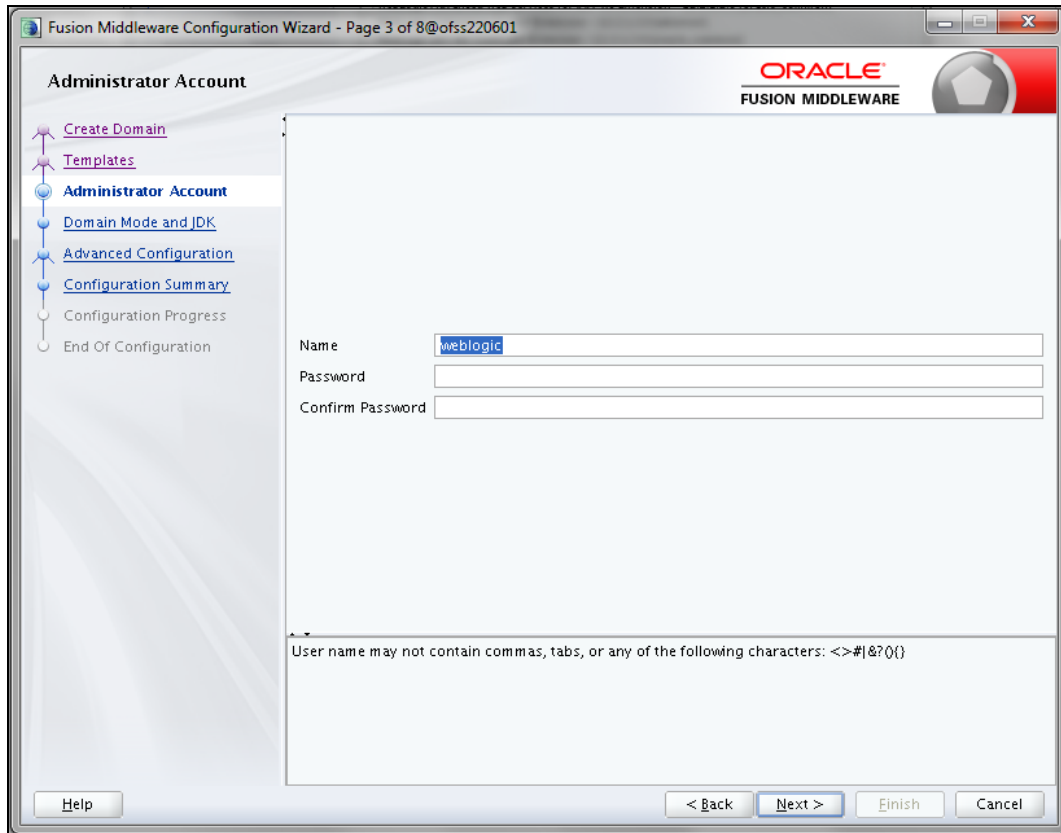 Fusion Middleware Configuration Wizard - Page 3 of 8@ofss220601
Administrator Account
ORACLE
FUSION MIDDLEWARE
Create Domain
Templates
Administrator Account
Domain Mode and JDK
Advanced Configuration
Configuration Summary
Configuration Progress
End Of Configuration
Name weblogic
Password
Confirm Password
User name may not contain commas, tabs, or any of the following characters: <>#|&?(){}
Help < Back Next > Finish Cancel